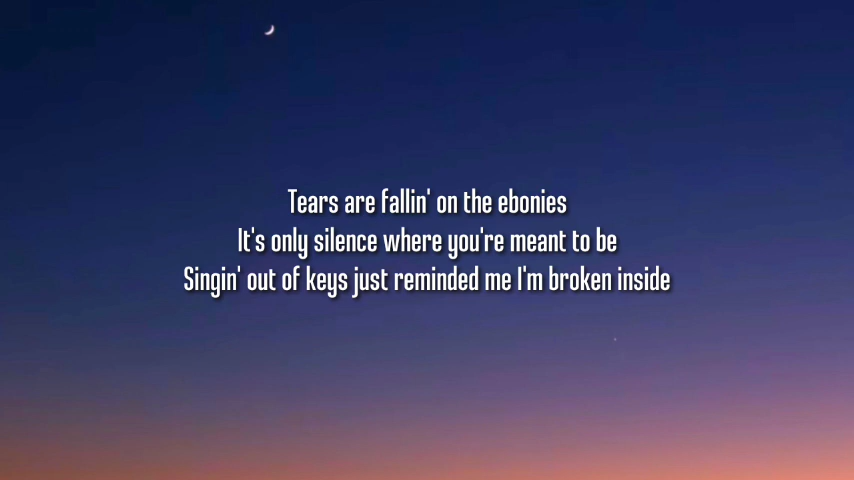 Tears are fallin' on the ebonies
It's only silence where you're meant to be
Singin' out of keys just reminded me I'm broken inside